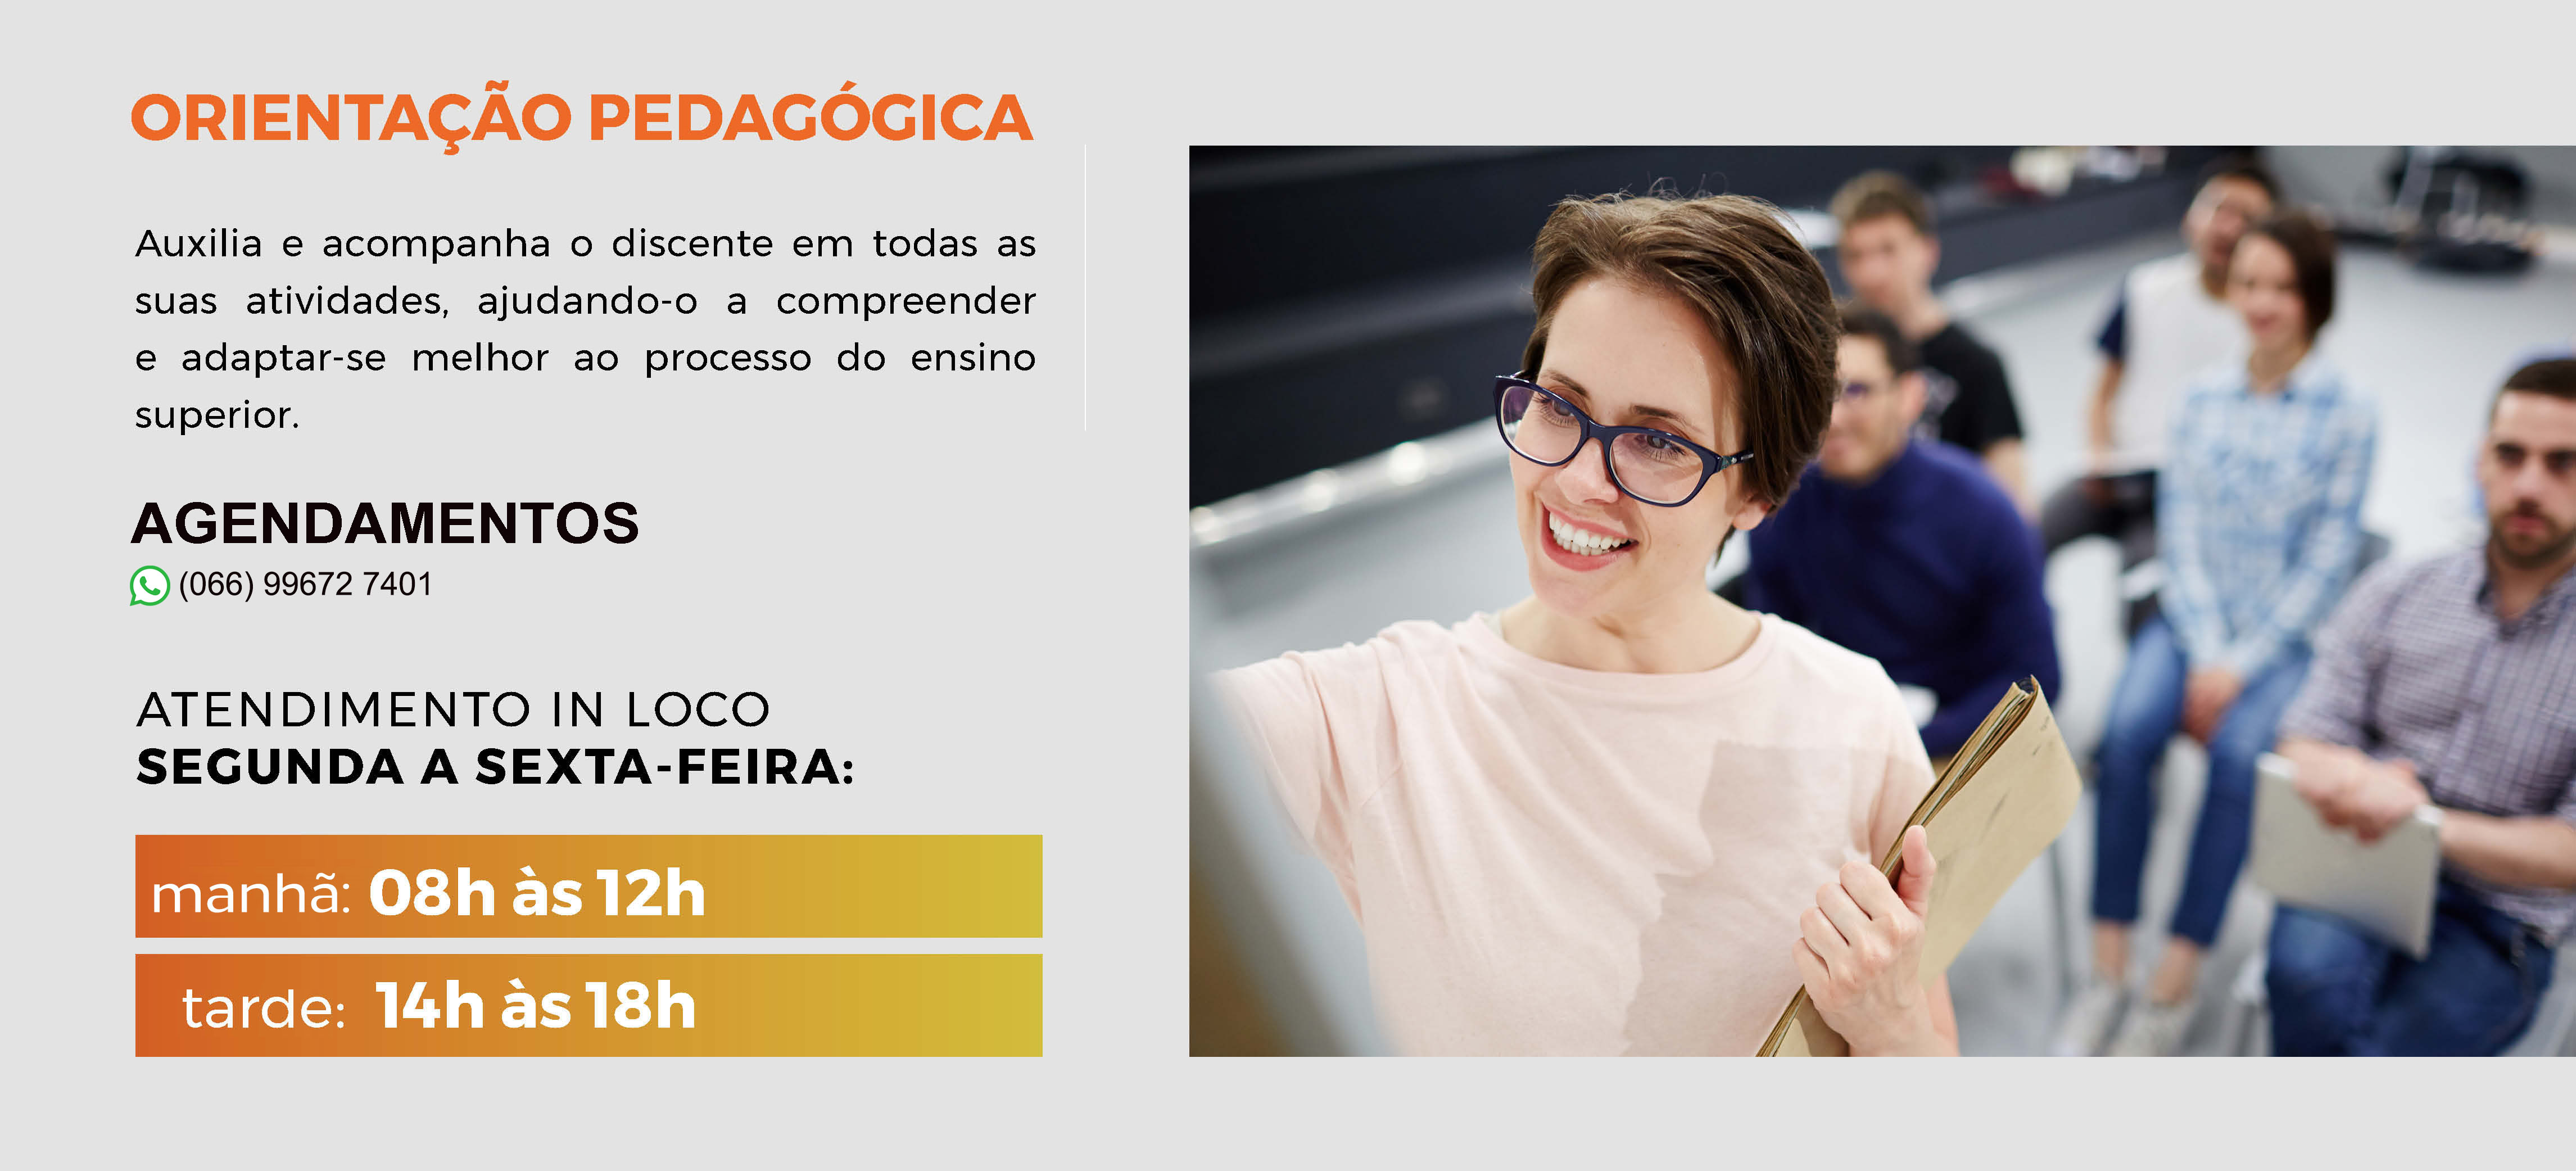 ORIENTAÇÃO PEDAGÓGICA
Auxilia e acompanha o discente em todas as
suas atividades, ajudando-o a compreender
e adaptar-se melhor ao processo do ensino
superior.
AGENDAMENTOS
(066) 99672 7401
ATENDIMENTO IN LOCO
SEGUNDA A SEXTA-FEIRA:
manhã: 08h às 12h
tarde: 14h às 18h